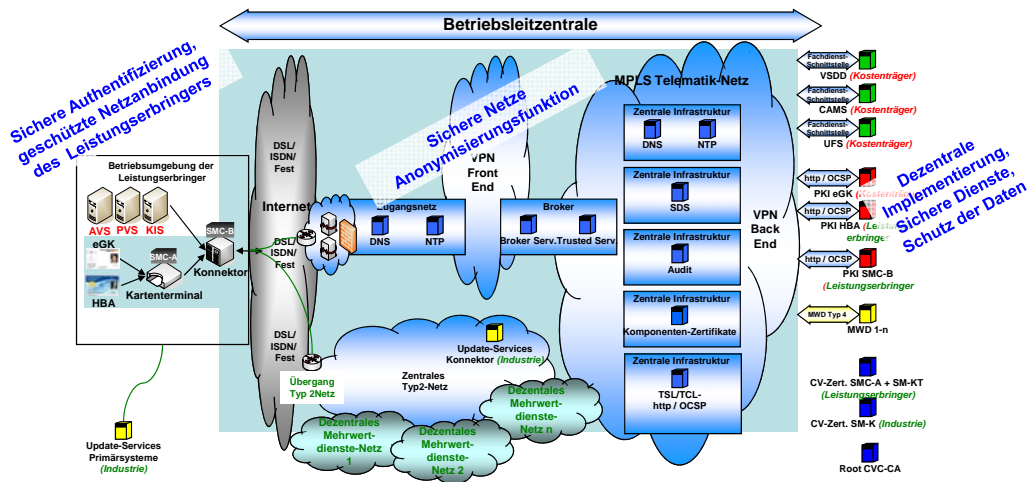 Betriebsleitzentrale
Sichere Authentifizierung,
geschützte Netzanbindung
des Leistungserbringers
Betriebsumgebung der
Leistungserbringer
AVS
PVS
KIS
eGK
HBA
SMC-A
Kartenterminal
SMC-B
Konnektor
Update-Services
Primärsysteme
(Industrie)
DSL/
ISDN/
Fest
Internet
DSL/
ISDN/
Fest
DSL/
ISDN/
Fest
Übergang
Typ 2Netz
Sichere Netze
Anonymisierungsfunktion
Zugangsnetz
DNS
NTP
VPN
Front
End
Broker
Broker Serv.
Trusted Serv.
Update-Services
Konnektor (Industrie)
Zentrales
Typ2-Netz
Dezentales
Mehrwert-
dienste-Netz
1
Dezentales
Mehrwert-
dienste-
Netz 2
Dezentales
Mehrwert-
dienste-
Netz n
MPLS Telematik-Netz
Zentrale Infrastruktur
DNS
NTP
Zentrale Infrastruktur
SDS
Zentrale Infrastruktur
Audit
Zentrale Infrastruktur
Komponenten-Zertifikate
Zentrale Infrastruktur
TSL/TCL-
http / OCSP
VPN
Back
End
Fachdienst-
Schnittstelle
VSDD (Kostenträger)
Fachdienst-
Schnittstelle
CAMS (Kostenträger)
Fachdienst-
Schnittstelle
UFS (Kostenträger)
http / OCSP
PKI eGK (Kostenträger)
http / OCSP
PKI HBA (Leistungs-
erbringer)
http / OCSP
PKI SMC-B
(Leistungserbringer
Dezentrale
Implementierung,
Sichere Dienste,
Schutz der Daten
MWD Typ 4
MWD 1-n
CV-Zert. SMC-A + SM-KT
(Leistungserbringer)
CV-Zert. SM-K (Industrie)
Root CVC-CA